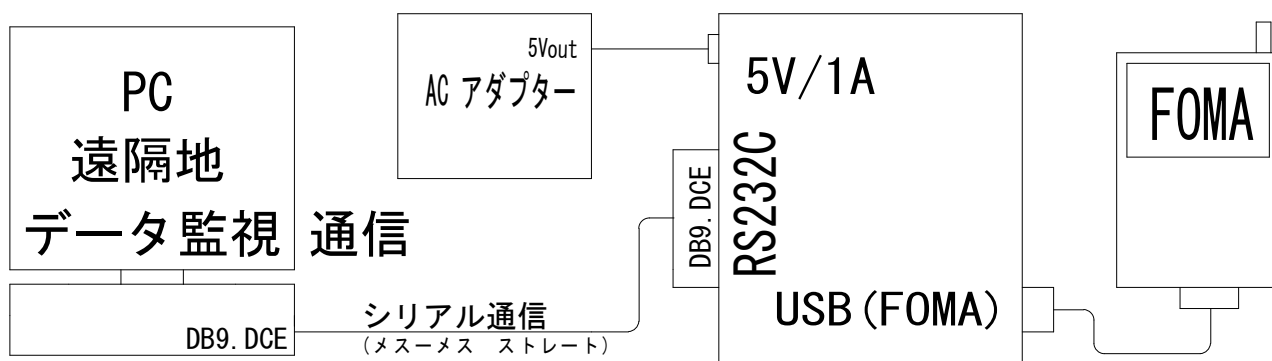 PC
遠隔地
データ監視 通信
DB9.DCE
5Vout
AC アダプター
シリアル通信
(メスーメス ストレート)
5V/1A
RS232C
DB9.DCE
USB(FOMA)
FOMA